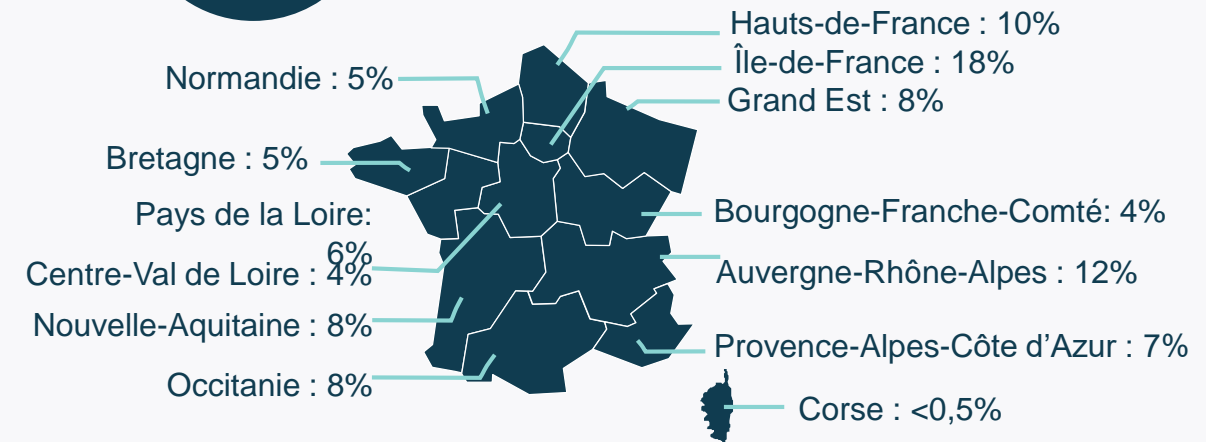 Hauts-de-France : 10%
Île-de-France : 18%
Normandie : 5%
Grand Est : 8%
Bretagne : 5%
Pays de la Loire:
6%
Bourgogne-Franche-Comté: 4%
Centre-Val de Loire : 4%
Auvergne-Rhône-Alpes : 12%
Nouvelle-Aquitaine : 8%
Provence-Alpes-Côte d’Azur : 7%
Occitanie : 8%
Corse : <0,5%